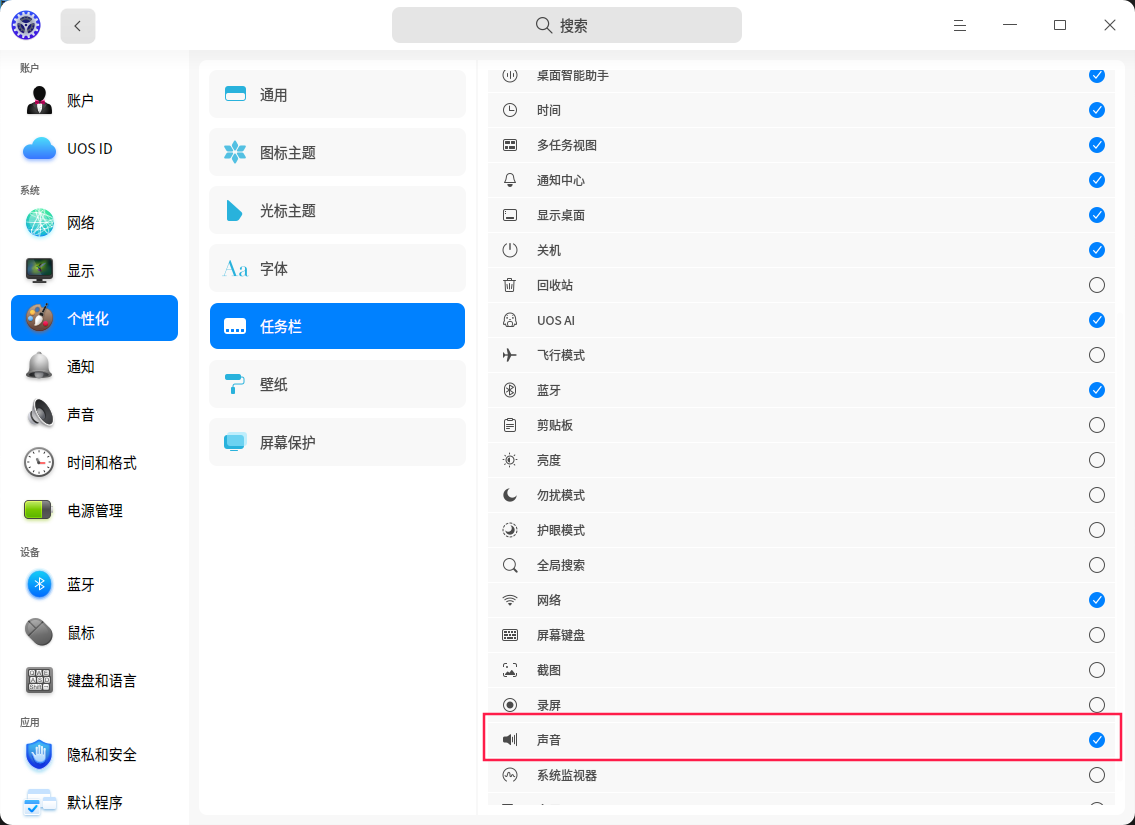 搜索
账户
账户
UOS ID
系统
网络
显示
个性化
通知
声音
时间和格式
电源管理
设备
蓝牙
鼠标
键盘和语言
应用
隐私和安全
默认程序
通用
图标主题
光标主题
Aa 字体
任务栏
壁纸
屏幕保护
桌面智能助手
时间
多任务视图
通知中心
显示桌面
关机
回收站
UOS AI
飞行模式
蓝牙
剪贴板
亮度
勿扰模式
护眼模式
全局搜索
网络
屏幕键盘
截图
录屏
声音
系统监视器